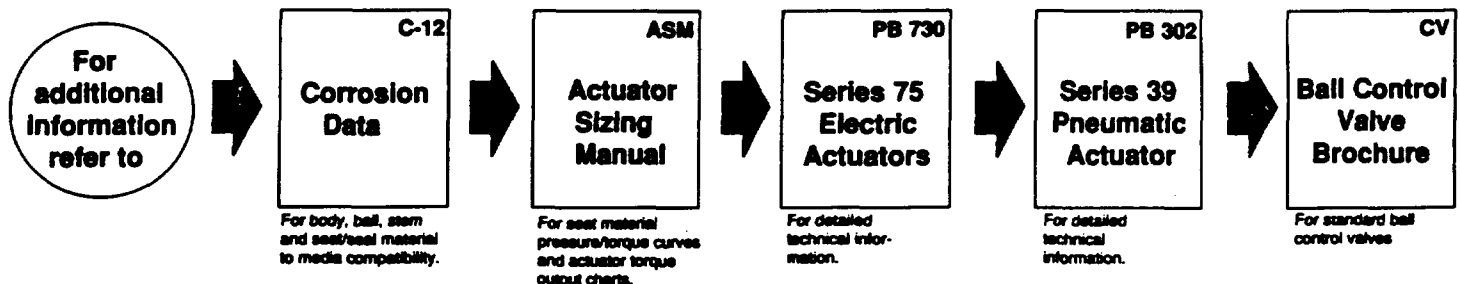 For
additional
information
refer to
C-12
Corrosion
Data
For body, ball, stem
and seat/seal material
to media compatibility.
ASM
Actuator
Sizing
Manual
For seat material
pressure/torque curves
and actuator torque
output charts.
PB 730
Series 75
Electric
Actuators
For detailed
technical infor-
mation.
PB 302
Series 39
Pneumatic
Actuator
For detailed
technical
information.
CV
Ball Control
Valve
Brochure
For standard ball
control valves